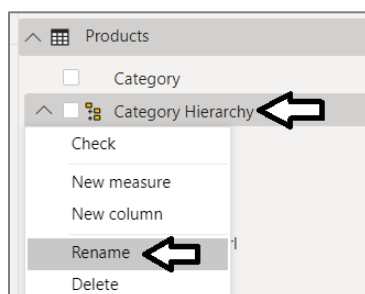 Products
Category
Category Hierarchy
Check
New measure
New column
Rename
Delete